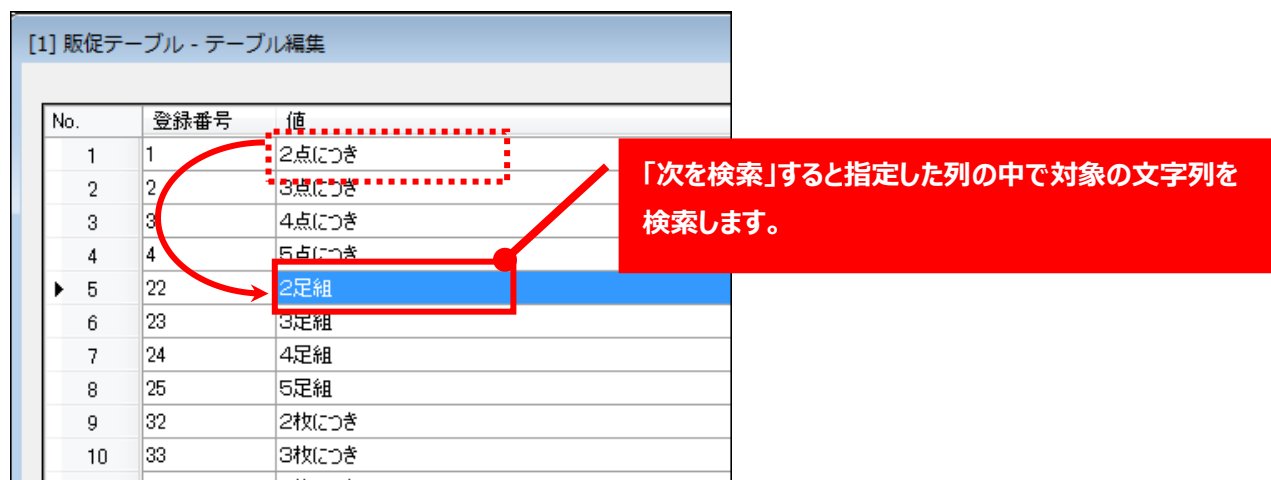 [1] 販促テーブル - テーブル編集
No. 登録番号 値
1 1 2点につき
2 2 3点につき
3 3 4点につき
4 4 5点につき
5 22 2足組
6 23 3足組
7 24 4足組
8 25 5足組
9 32 2枚につき
10 33 3枚につき
「次を検索」すると指定した列の中で対象の文字列を
検索します。